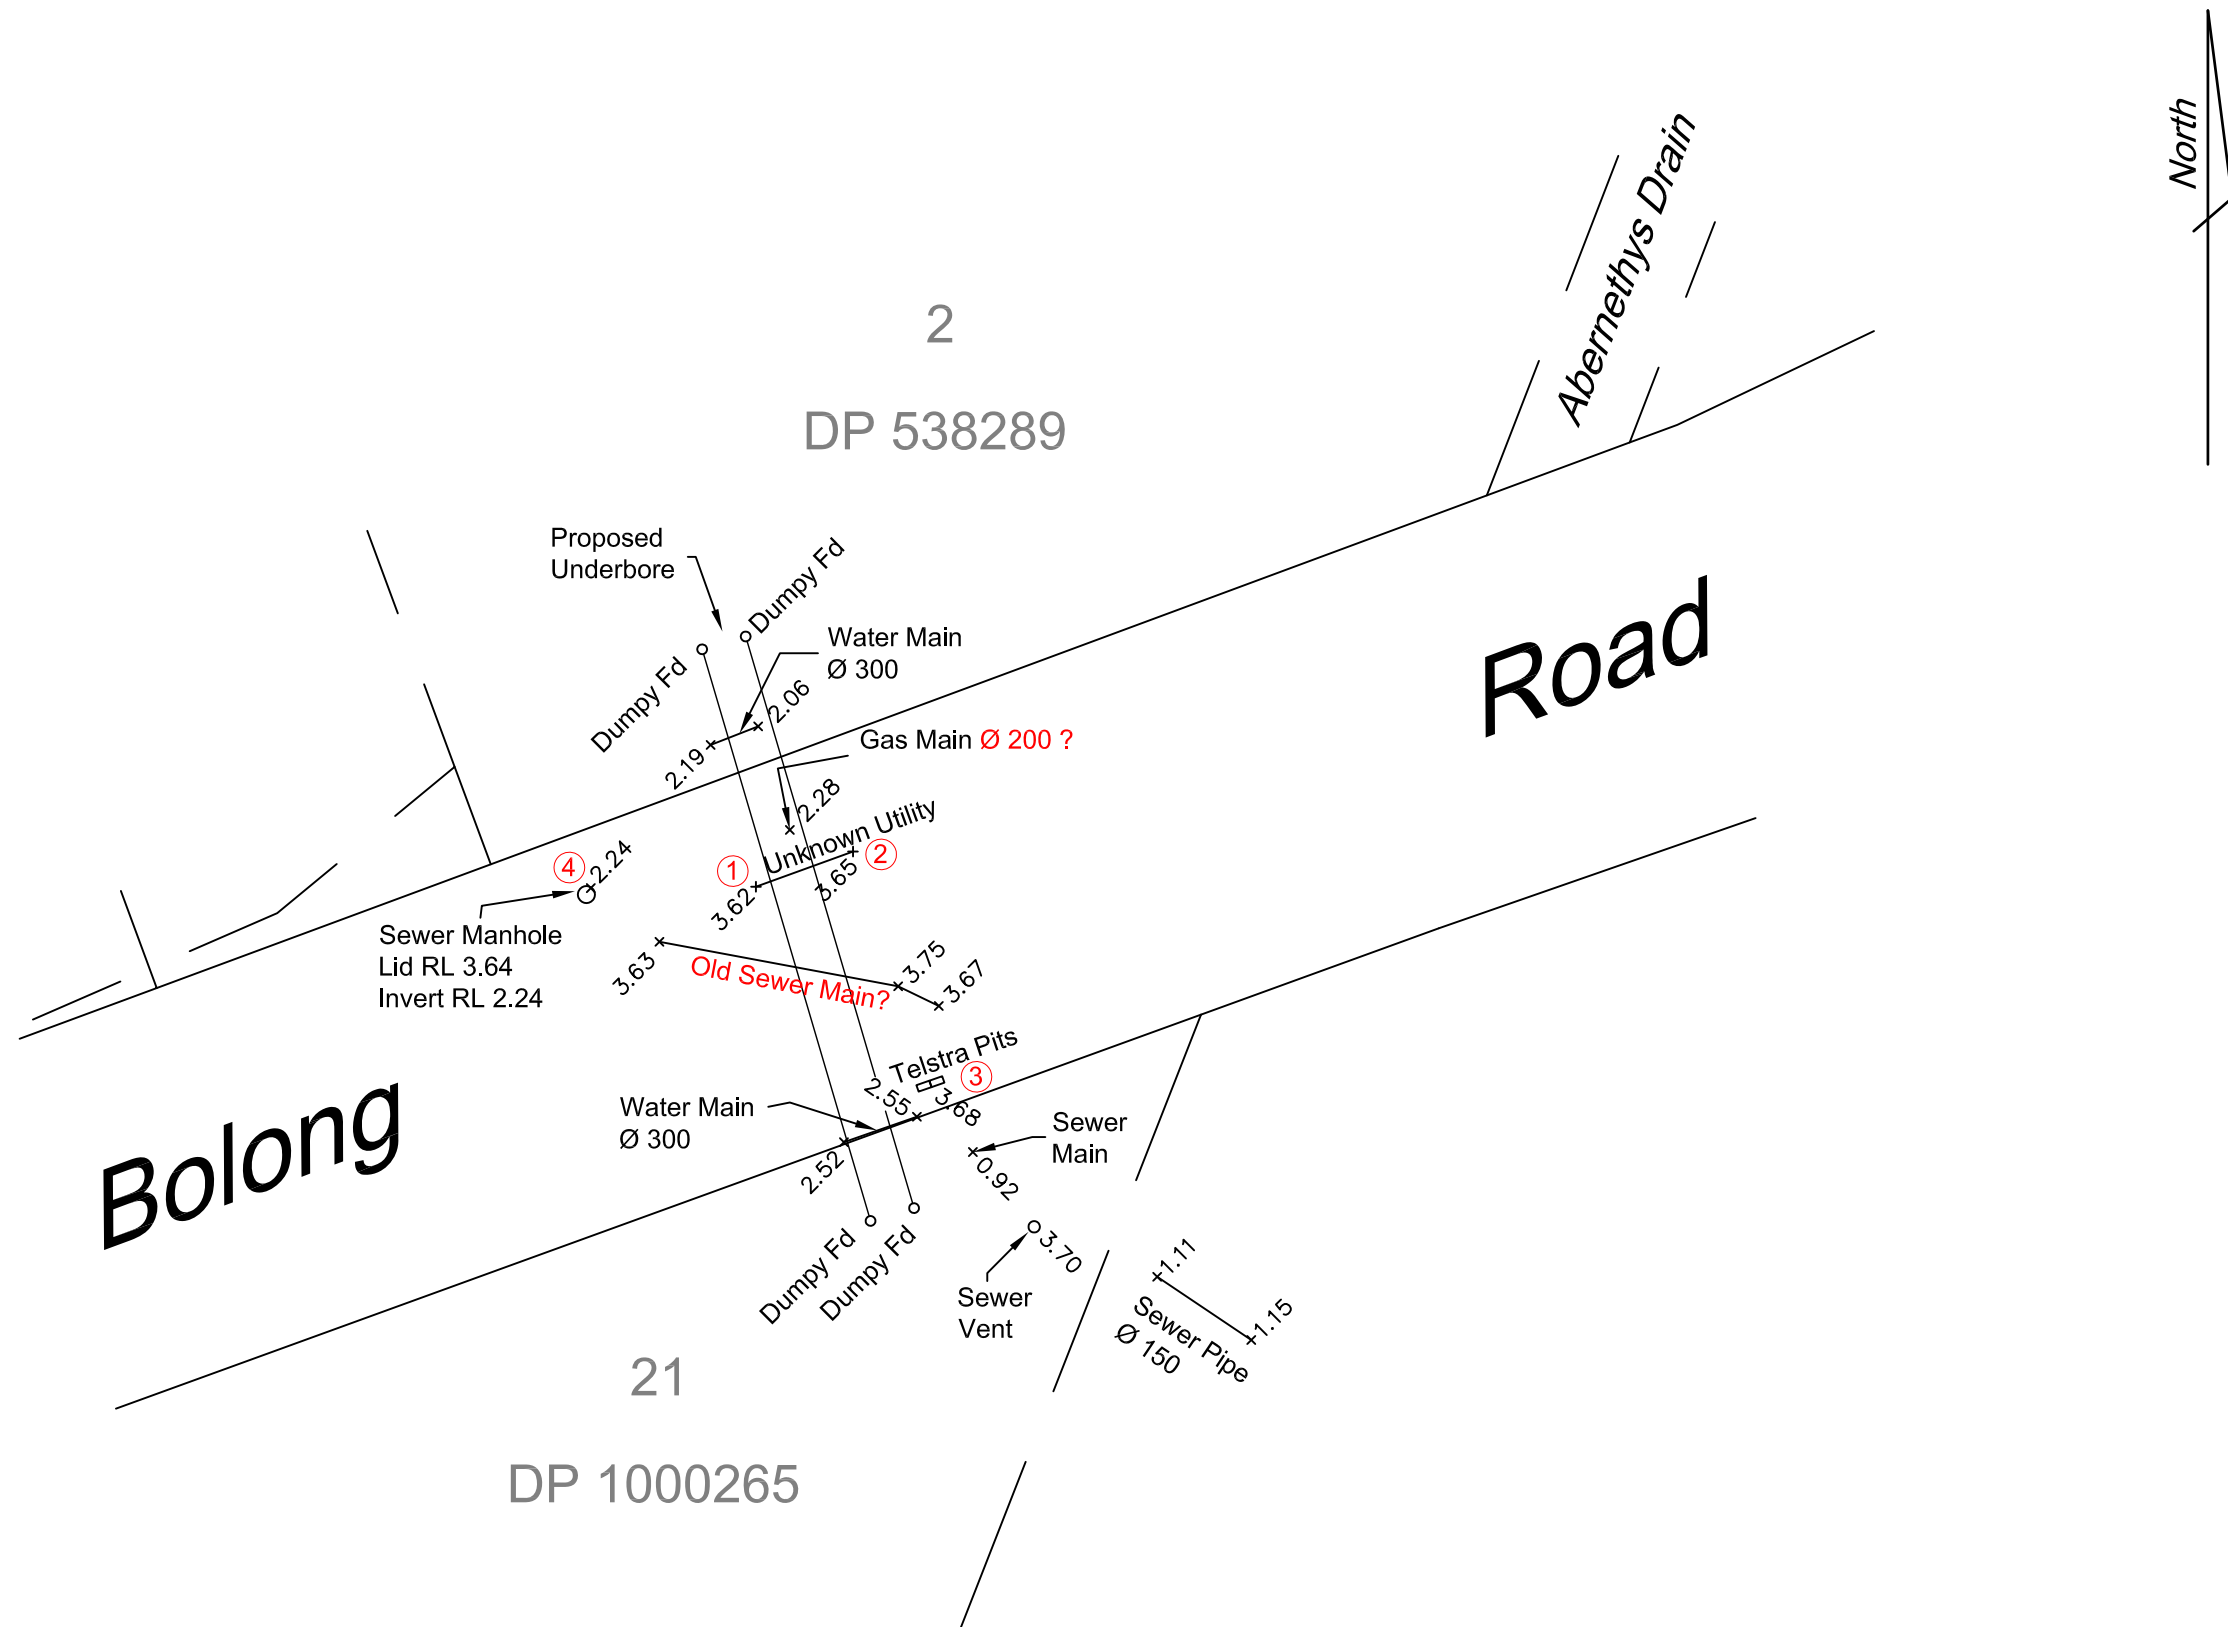 North
Abernethys Drain
2
DP 538289
Proposed
Underbore
Dumpy Fd
Dumpy Fd
Water Main
Ø 300
2.06
2.19
Gas Main Ø 200 ?
2.28
Unknown Utility
1
2
3.62
3.65
4
2.24
Sewer Manhole
Lid RL 3.64
Invert RL 2.24
3.63
Old Sewer Main?
3.75
3.67
Road
Bolong
Telstra Pits
3
2.55
3.68
Water Main
Ø 300
2.52
Sewer
Main
0.92
Dumpy Fd
Dumpy Fd
3.70
Sewer
Vent
1.11
1.15
Sewer Pipe
Ø 150
21
DP 1000265